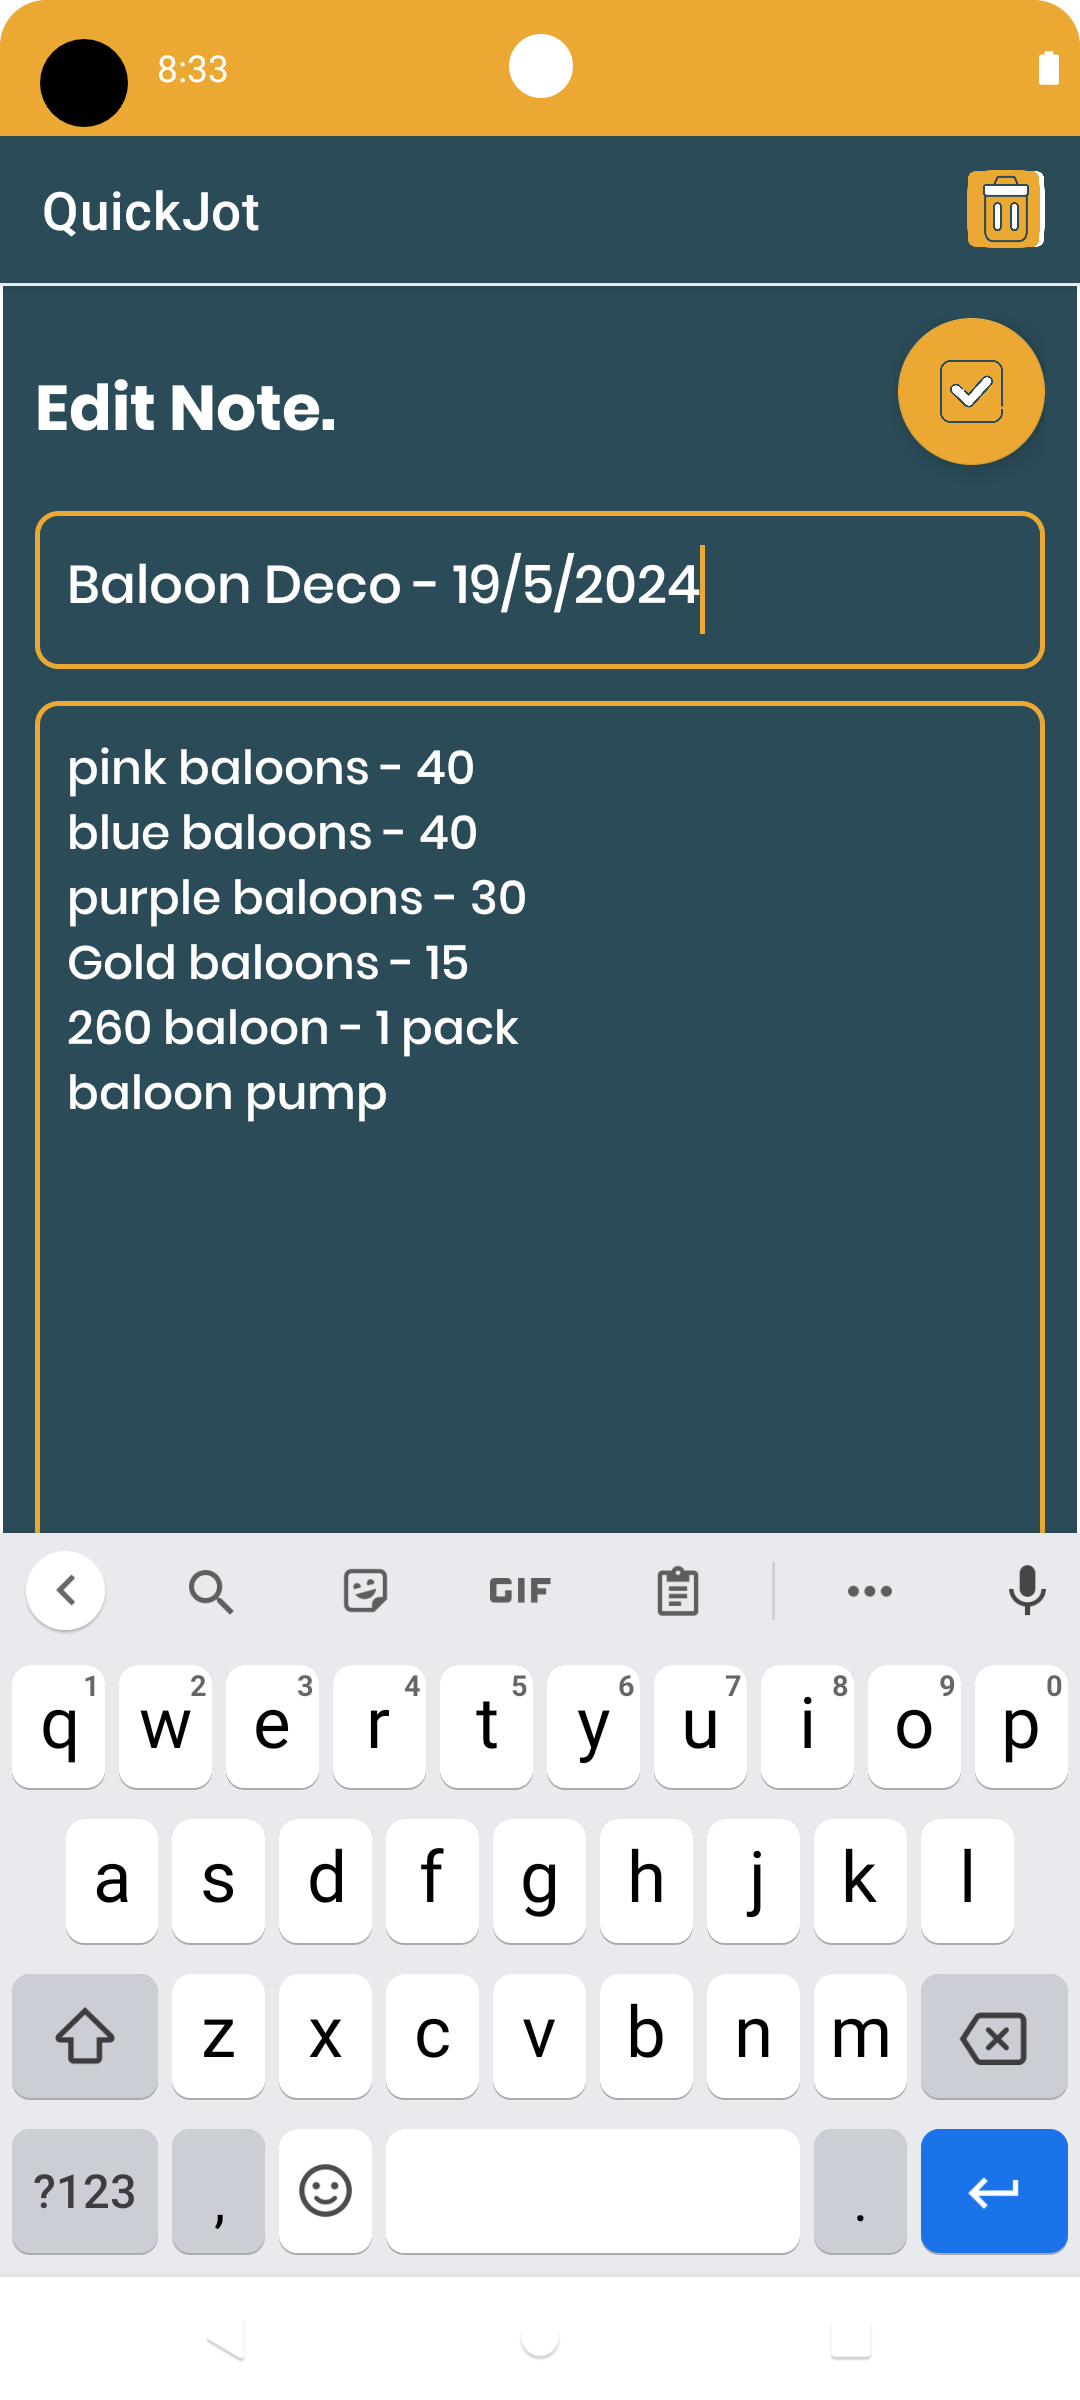 8:33
QuickJot
Edit Note.
Baloon Deco - 19/5/2024
pink baloons - 40
blue baloons - 40
purple baloons - 30
Gold baloons - 15
260 baloon - 1 pack
baloon pump
GIF
q 1 w 2 e 3 r 4 t 5 y 6 u 7 i 8 o 9 p 0
a s d f g h j k l
z x c v b n m
?123 , .